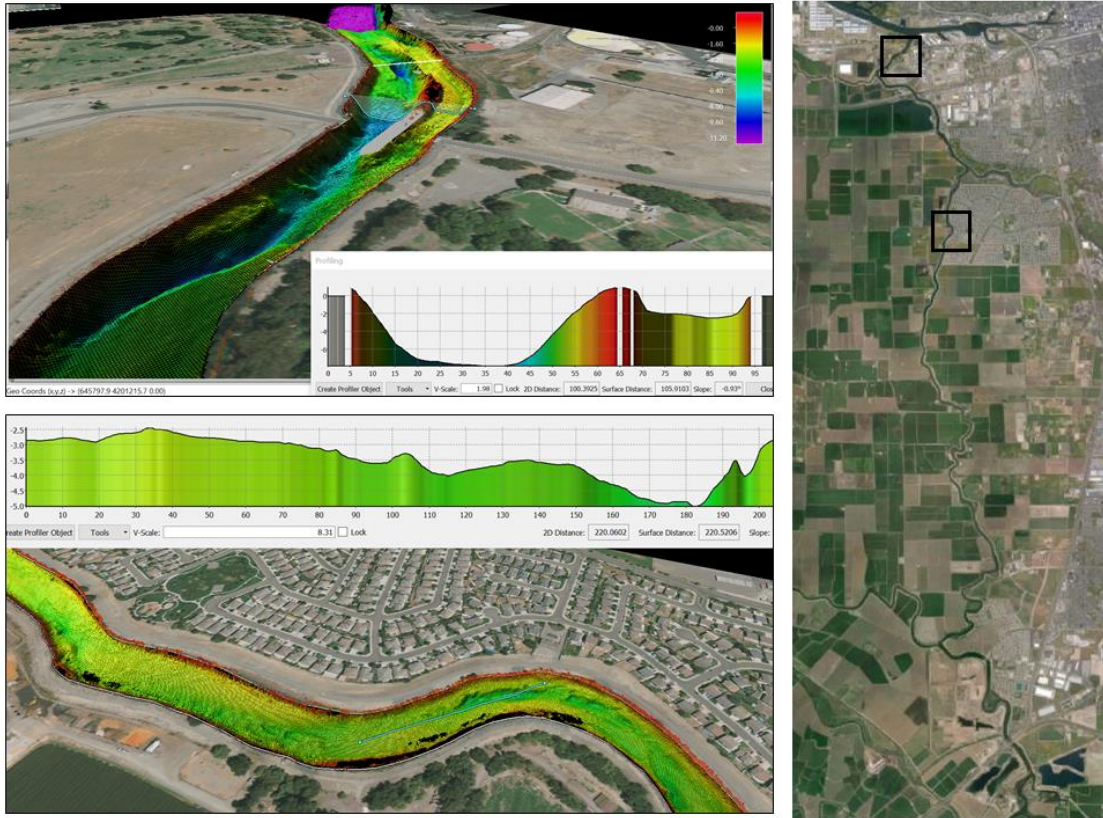 -0.00
-1.60
6.40
8.00
9.60
11.20
Profiling
0
-2
-4
-6
0 5 10 15 20 25 30 35 40 45 50 55 60 65 70 75 80 85 90 95
Create Profiler Object Tools V-Scale: 1.98 Lock 2D Distance: 100.3925 Surface Distance: 105.9103 Slope: -0.93° Clos
Geo Coords (x,y,z) -> (645797.9 4201215.7 0.00)
-2.5
-3.0
-3.5
-4.0
-4.5
-5.0
0 10 20 30 40 50 60 70 80 90 100 110 120 130 140 150 160 170 180 190 200
reate Profiler Object Tools V-Scale: 8.31 Lock 2D Distance: 220.0602 Surface Distance: 220.5206 Slope: